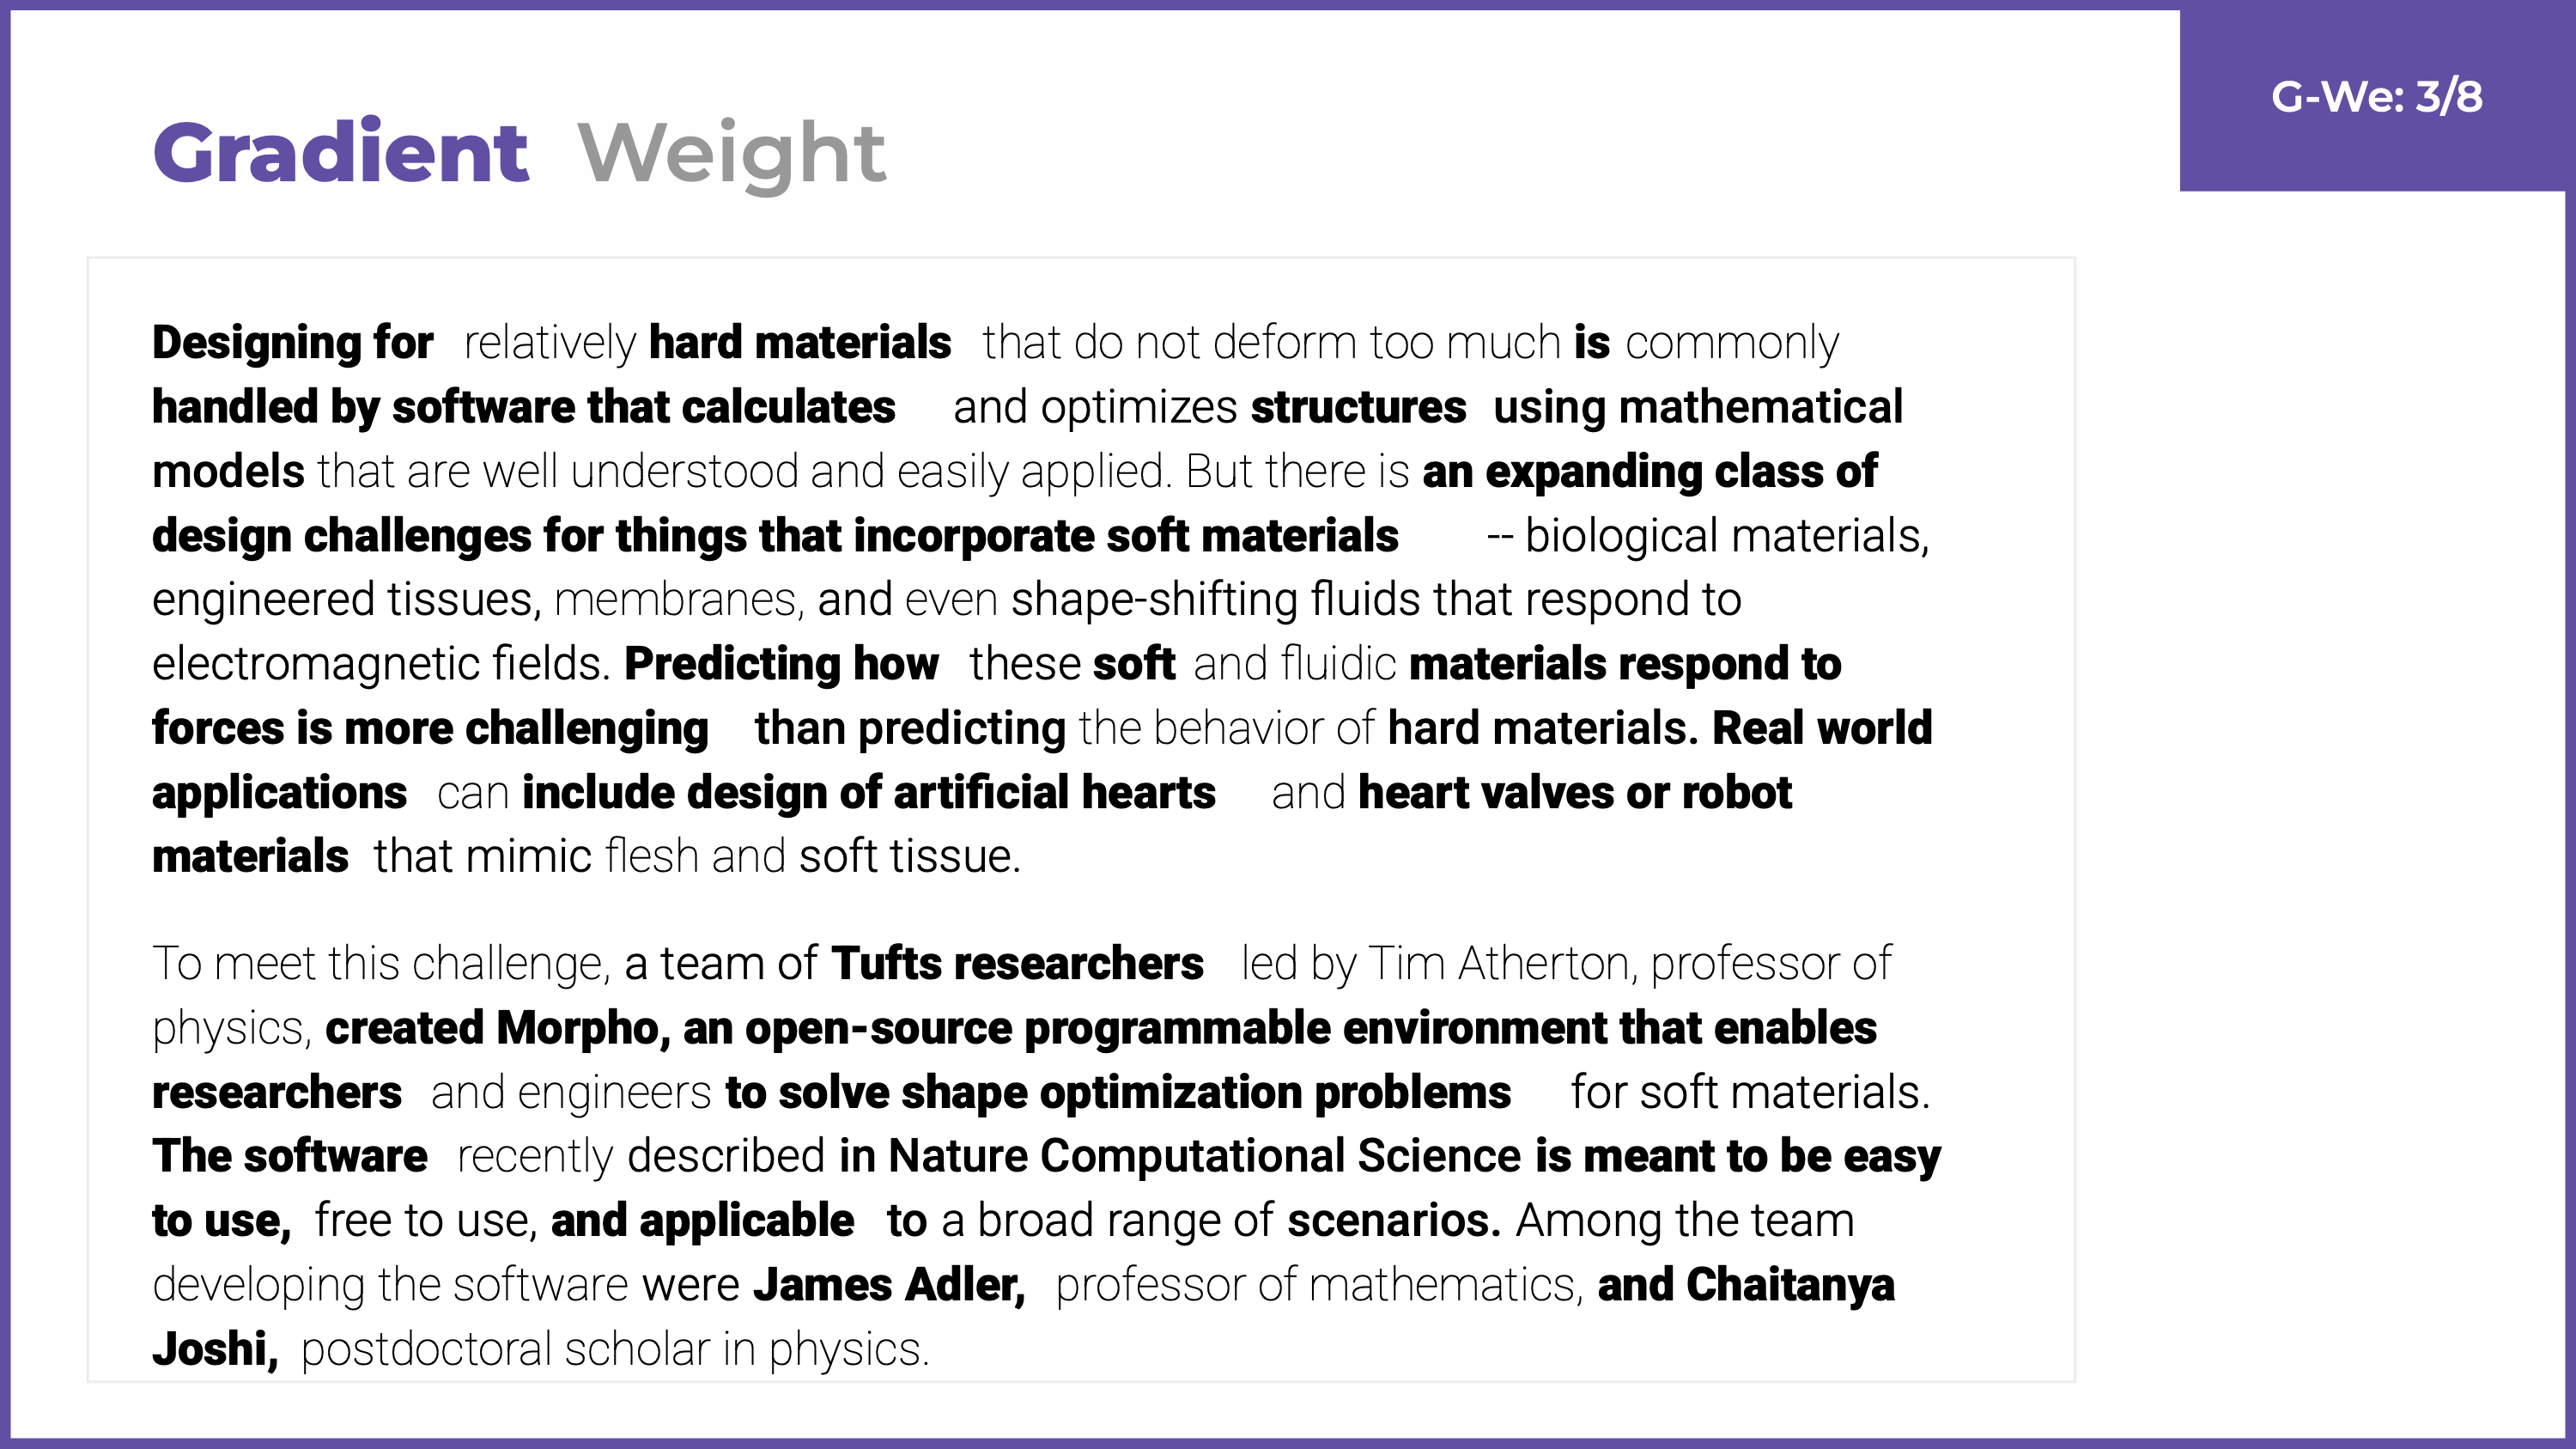 G-We: 3/8
Gradient Weight
Designing for relatively hard materials that do not deform too much is commonly
handled by software that calculates and optimizes structures using mathematical
models that are well understood and easily applied. But there is an expanding class of
design challenges for things that incorporate soft materials -- biological materials,
engineered tissues, membranes, and even shape-shifting fluids that respond to
electromagnetic fields. Predicting how these soft and fluidic materials respond to
forces is more challenging than predicting the behavior of hard materials. Real world
applications can include design of artificial hearts and heart valves or robot
materials that mimic flesh and soft tissue.
To meet this challenge, a team of Tufts researchers led by Tim Atherton, professor of
physics, created Morpho, an open-source programmable environment that enables
researchers and engineers to solve shape optimization problems for soft materials.
The software recently described in Nature Computational Science is meant to be easy
to use, free to use, and applicable to a broad range of scenarios. Among the team
developing the software were James Adler, professor of mathematics, and Chaitanya
Joshi, postdoctoral scholar in physics.